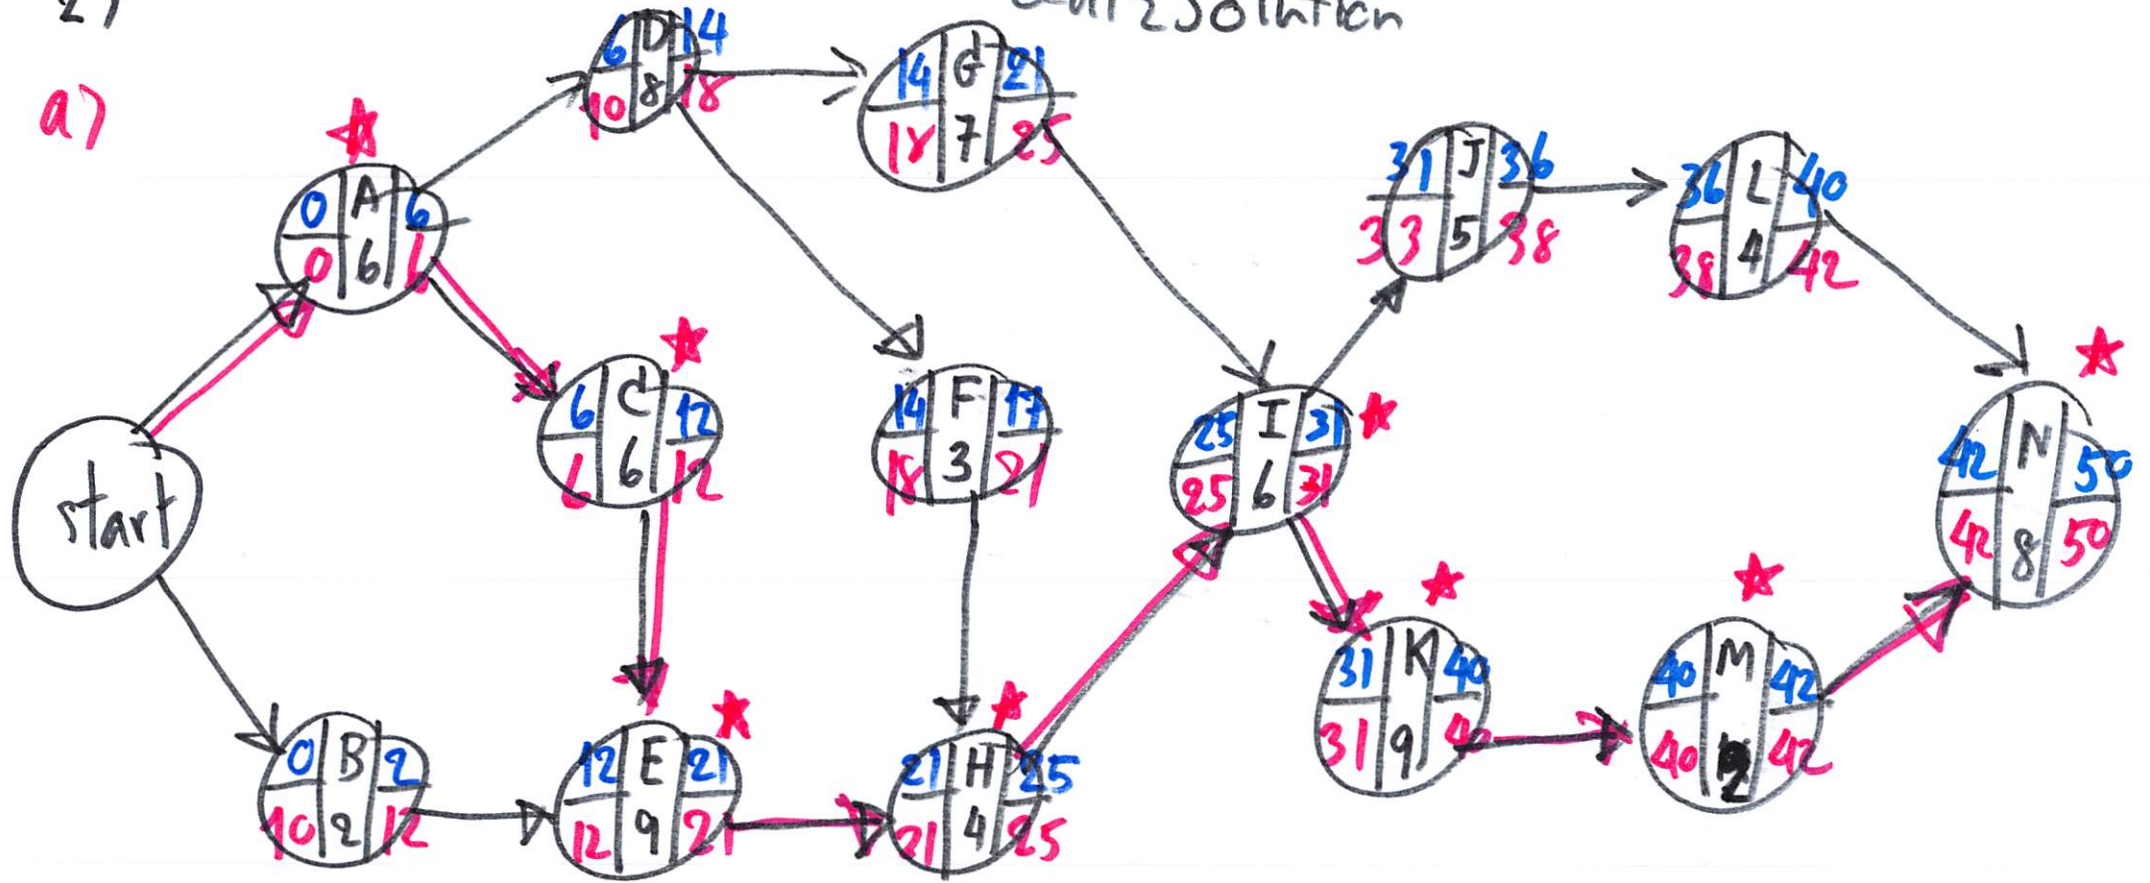 2)
Solution
a)
6 D 14
10 8 18
14 G 21
18 7 25
0 A 6
0 6 6
31 J 36
33 5 38
36 L 40
38 4 42
6 C 12
6 6 12
14 F 17
18 3 21
25 I 31
25 6 31
42 N 50
42 8 50
start
0 B 2
10 2 12
12 E 21
12 9 21
21 H 25
21 4 25
31 K 40
31 9 40
40 M 42
40 2 42